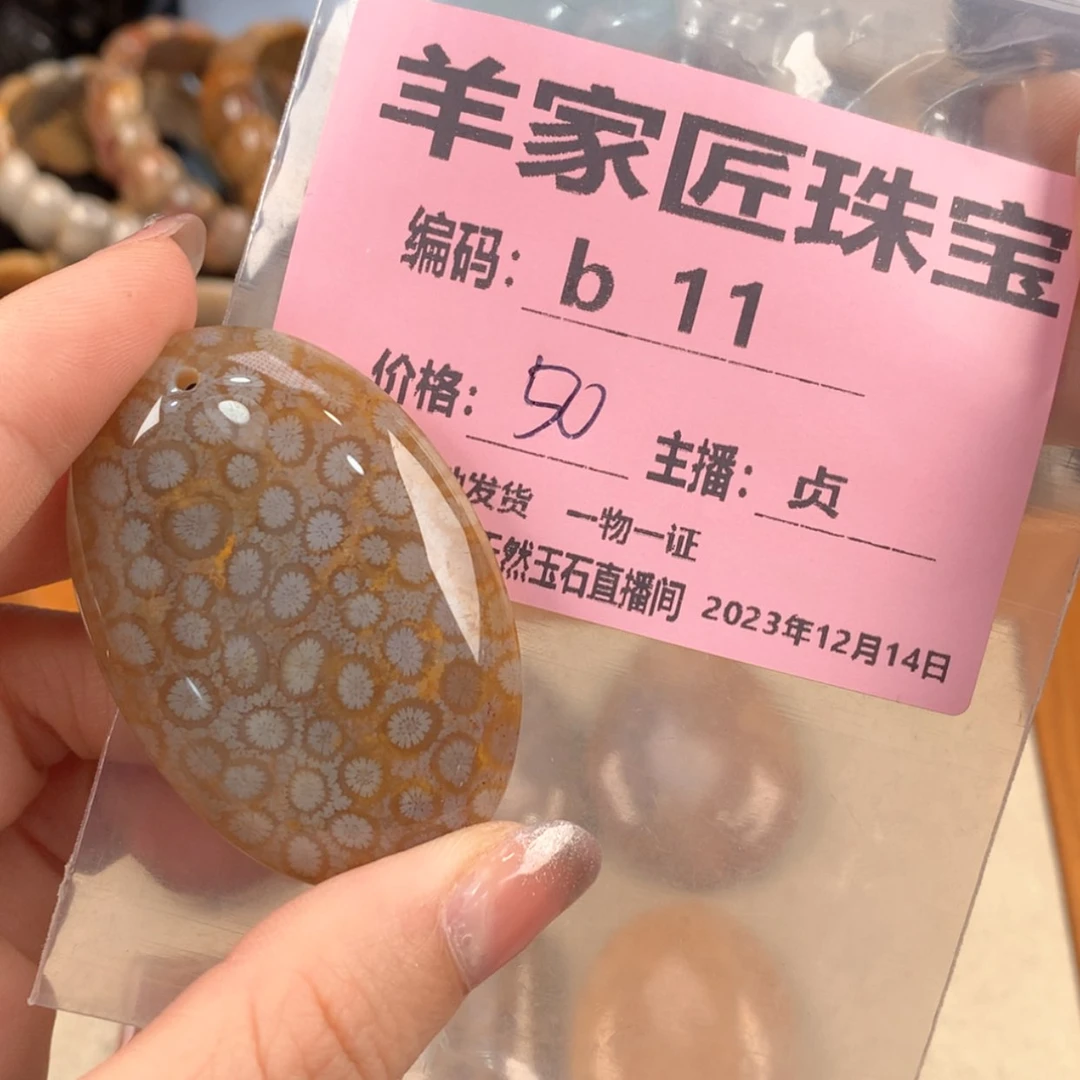 羊家匠珠宝
编码: b 11
价格: 50 主播: 贞
发货 一物一证
天然玉石直播间 2023年12月14日